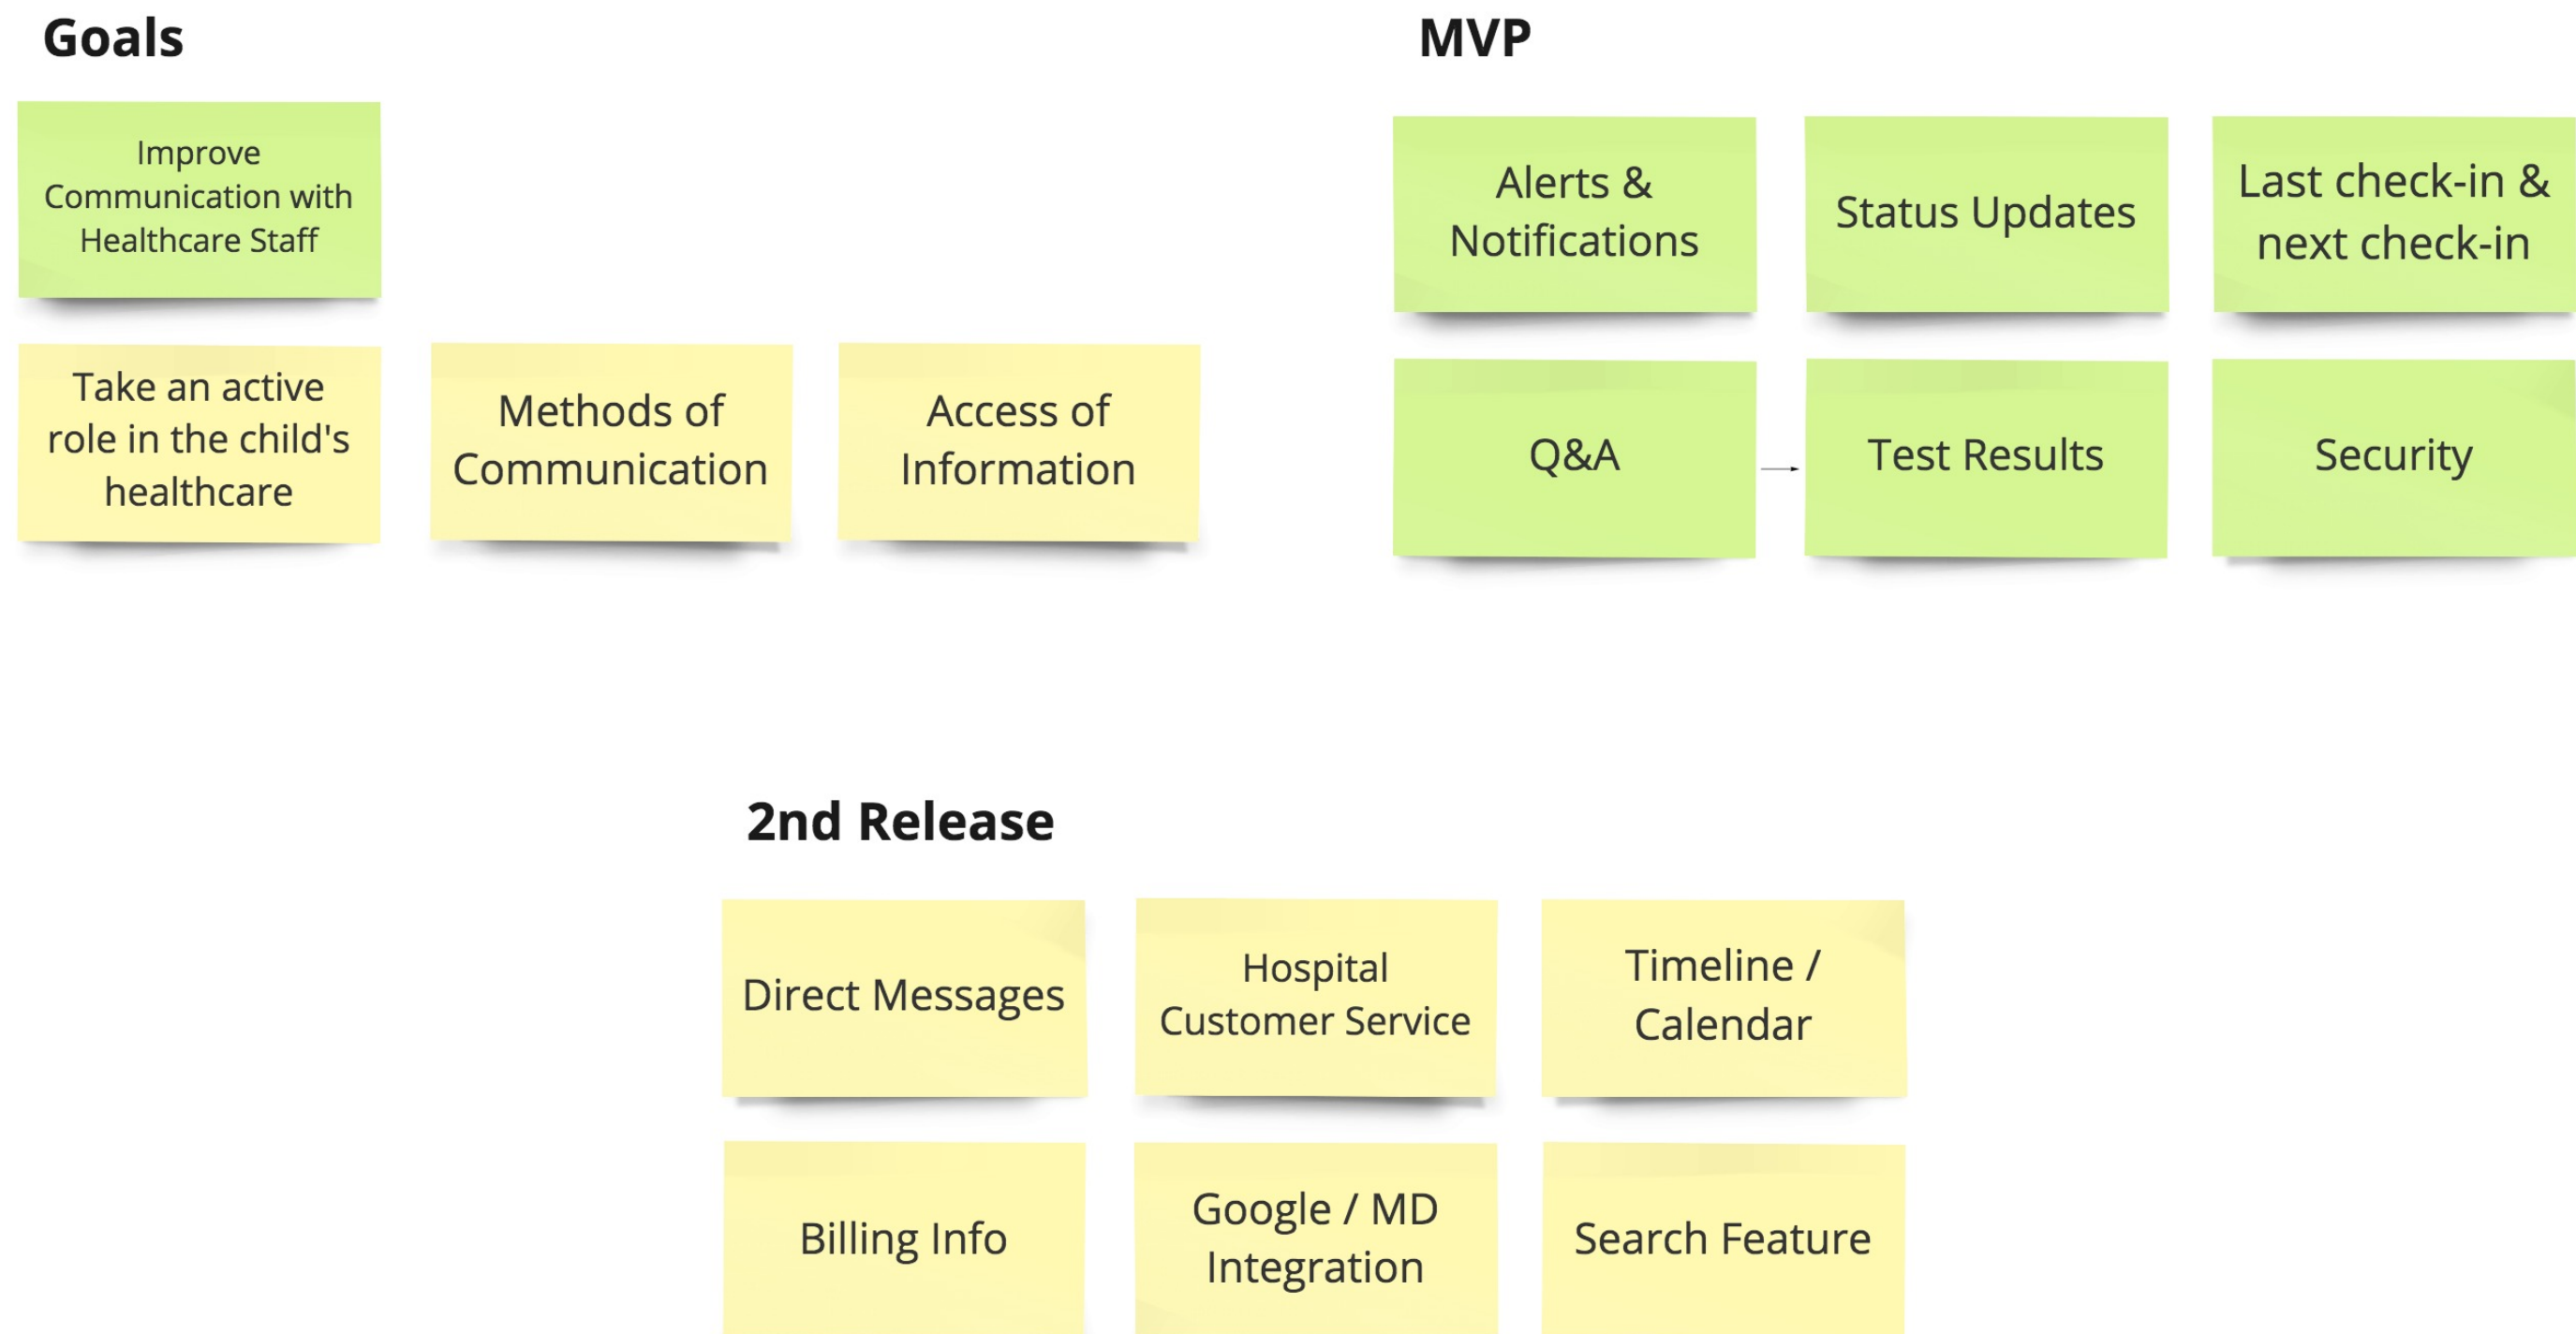 Goals
Improve
Communication with
Healthcare Staff
Take an active
role in the child's
healthcare
Methods of
Communication
Access of
Information
MVP
Alerts &
Notifications
Status Updates
Last check-in &
next check-in
Q&A
Test Results
Security
2nd Release
Direct Messages
Hospital
Customer Service
Timeline /
Calendar
Billing Info
Google / MD
Integration
Search Feature